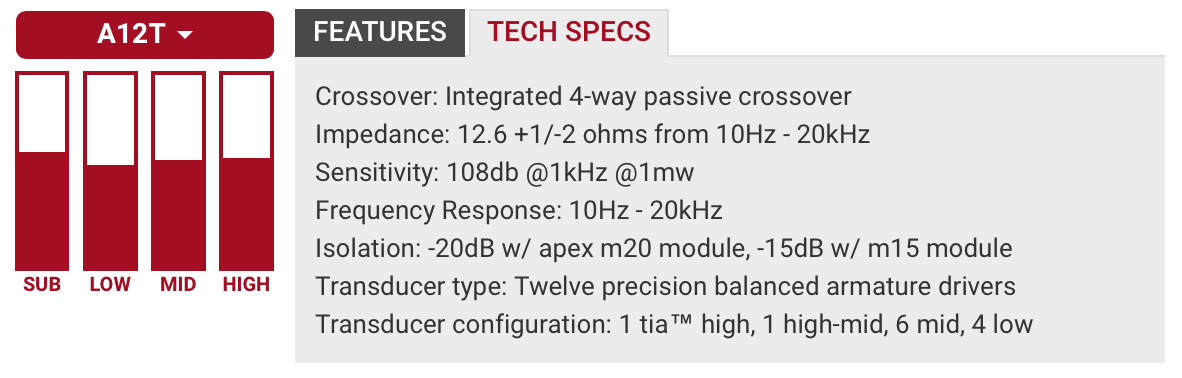 A12T
FEATURES
TECH SPECS
Crossover: Integrated 4-way passive crossover
Impedance: 12.6 +1/-2 ohms from 10Hz - 20kHz
Sensitivity: 108db @1kHz @1mw
Frequency Response: 10Hz - 20kHz
Isolation: -20dB w/ apex m20 module, -15dB w/ m15 module
Transducer type: Twelve precision balanced armature drivers
Transducer configuration: 1 tia™ high, 1 high-mid, 6 mid, 4 low
SUB LOW MID HIGH